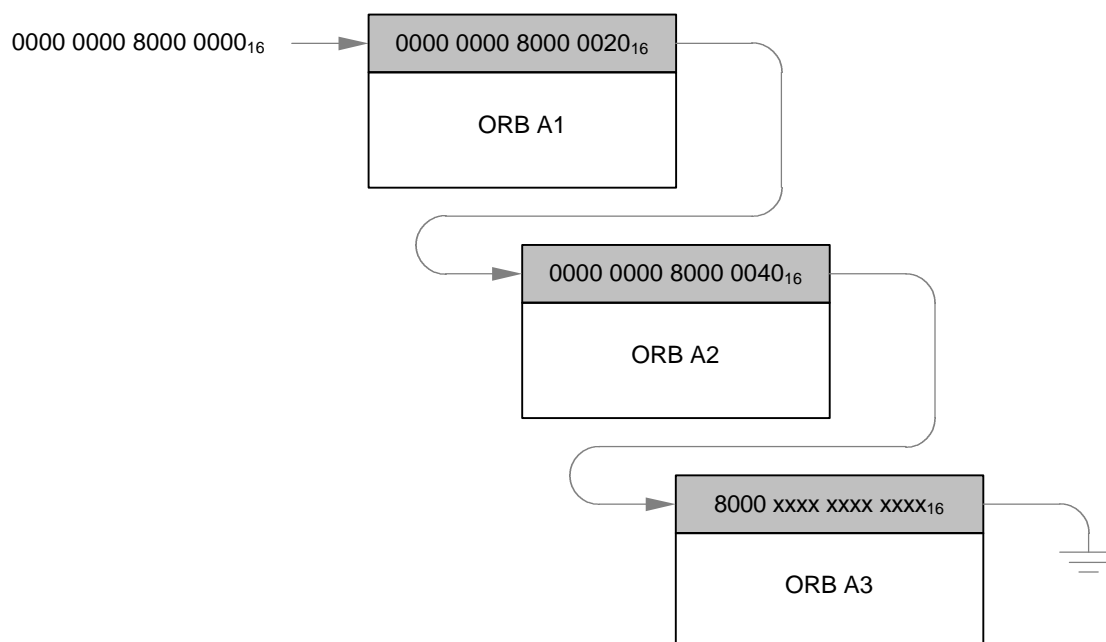 0000 0000 8000 0000₁₆
0000 0000 8000 0020₁₆
ORB A1
0000 0000 8000 0040₁₆
ORB A2
8000 xxxx xxxx xxxx₁₆
ORB A3